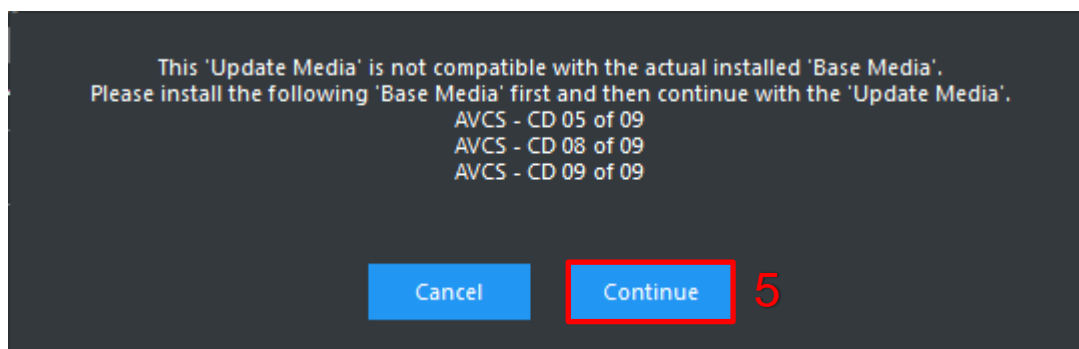 This 'Update Media' is not compatible with the actual installed 'Base Media'.
Please install the following 'Base Media' first and then continue with the 'Update Media'.
AVCS - CD 05 of 09
AVCS - CD 08 of 09
AVCS - CD 09 of 09
Cancel
Continue
5